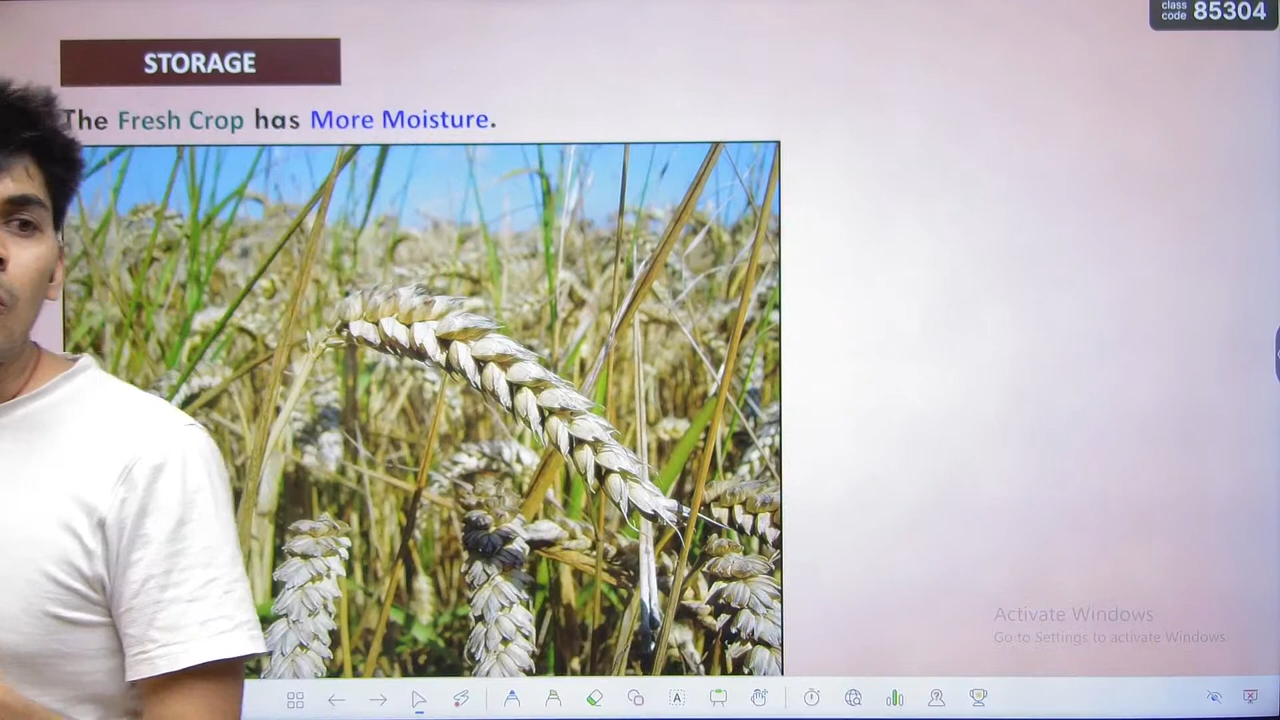 class
code 85304
STORAGE
The Fresh Crop has More Moisture.
Activate Windows
Go to Settings to activate Windows.
A